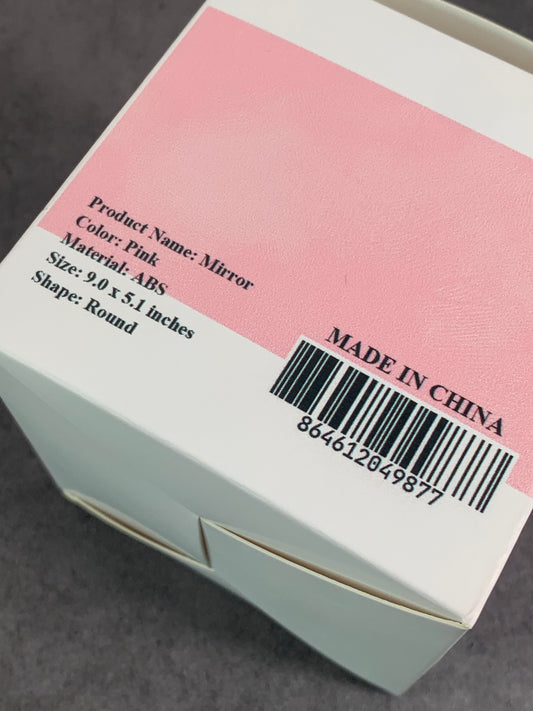 Product Name: Mirror
Color: Pink
Material: ABS
Size: 9.0 x 5.1 inches
Shape: Round
MADE IN CHINA
864612049877